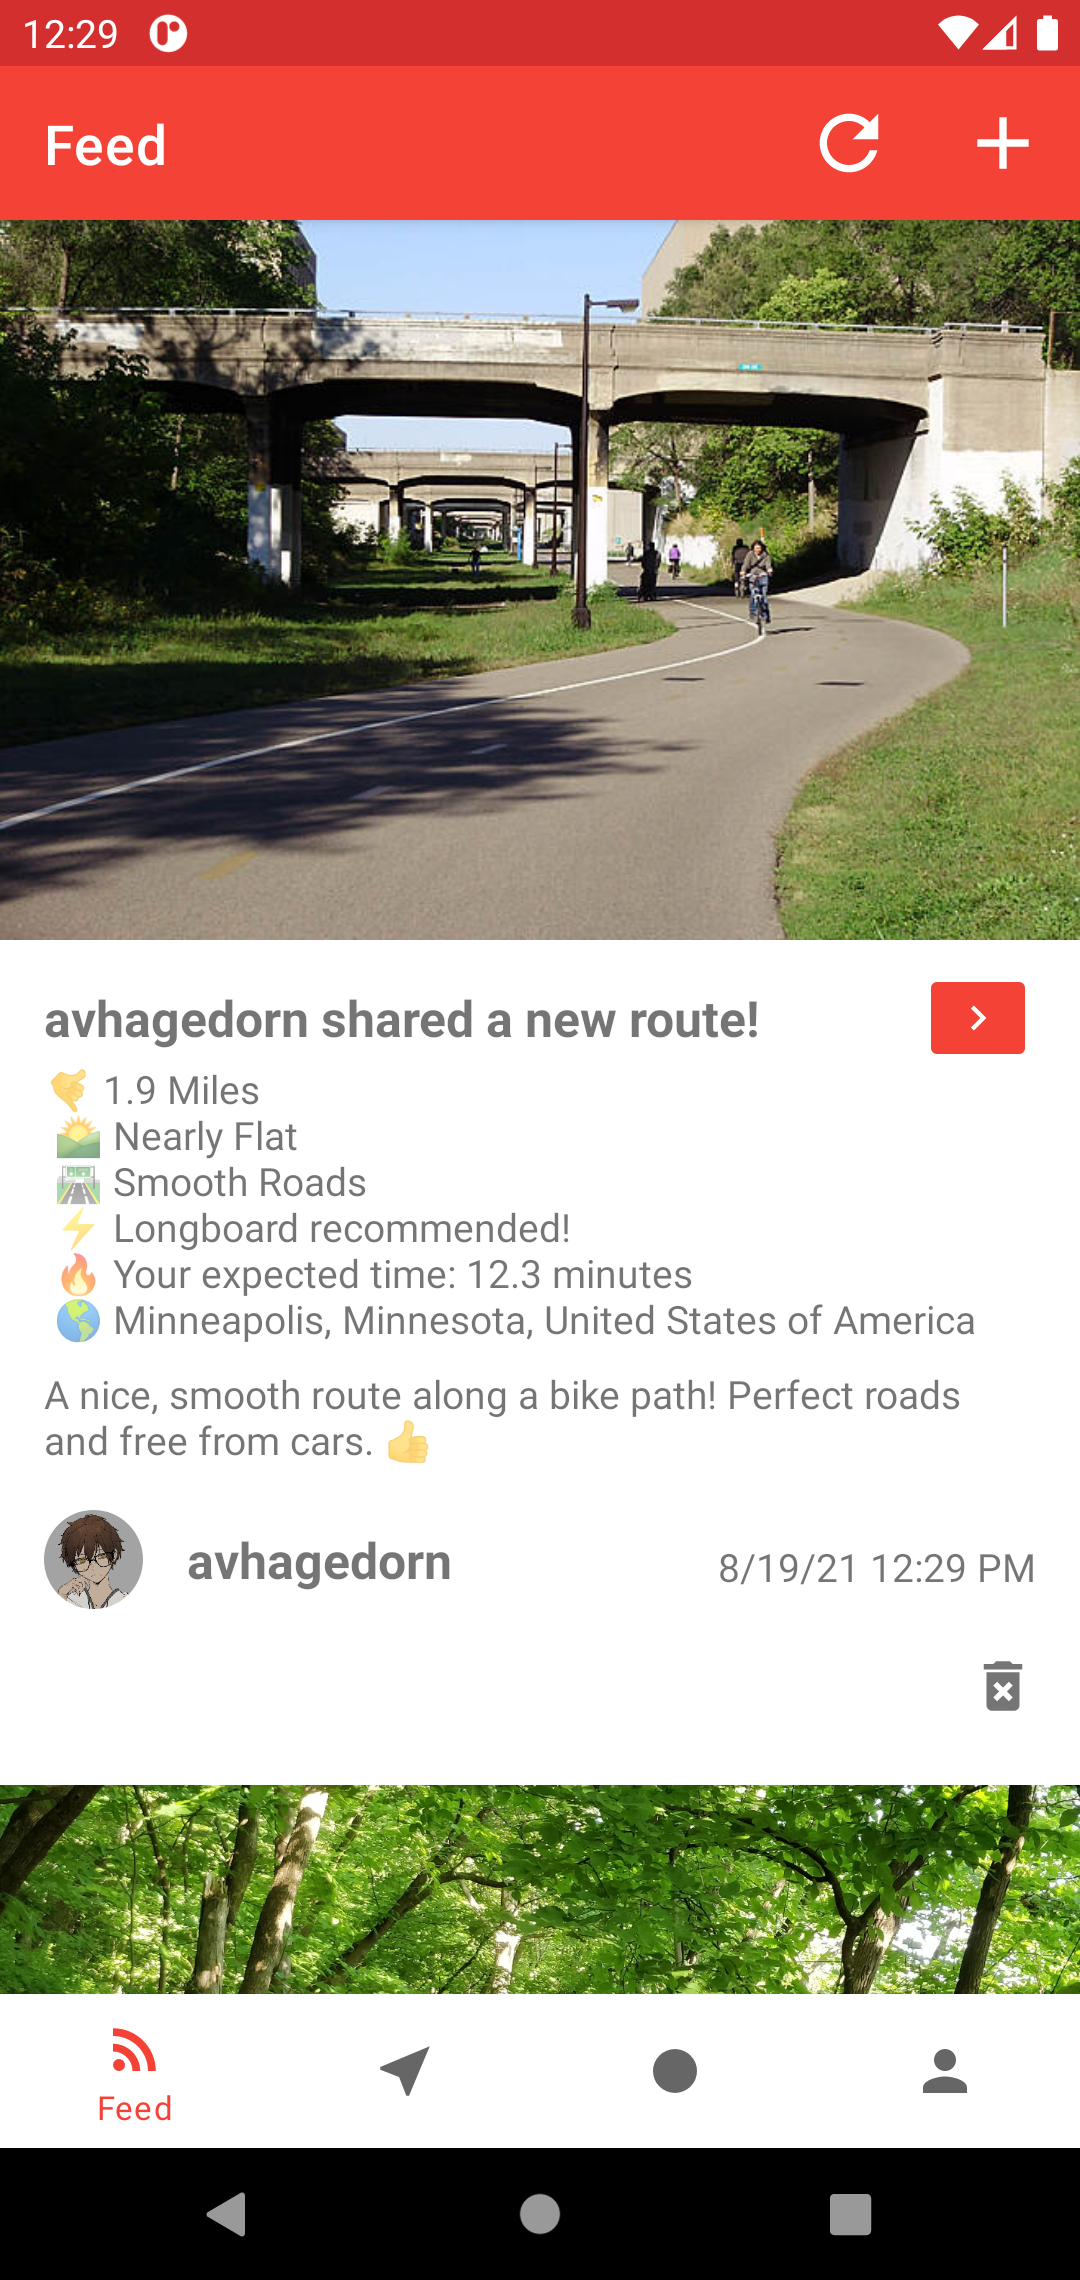 12:29
Feed
avhagedorn shared a new route!
🤙 1.9 Miles
🌄 Nearly Flat
🛣️ Smooth Roads
⚡ Longboard recommended!
🔥 Your expected time: 12.3 minutes
🌎 Minneapolis, Minnesota, United States of America
A nice, smooth route along a bike path! Perfect roads
and free from cars. 👍
avhagedorn
8/19/21 12:29 PM
Feed